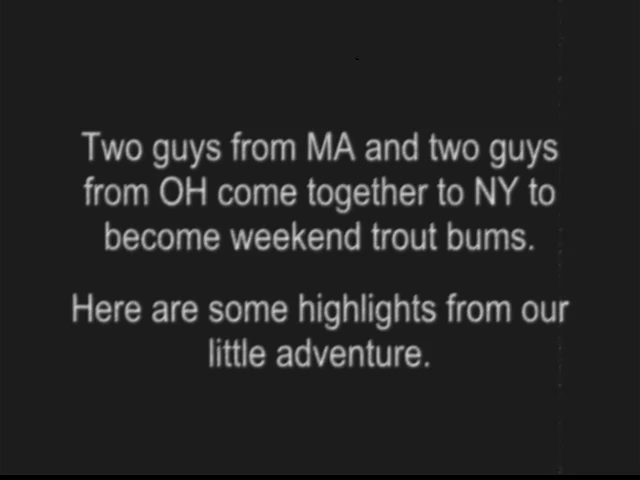 Two guys from MA and two guys
from OH come together to NY to
become weekend trout bums.
Here are some highlights from our
little adventure.